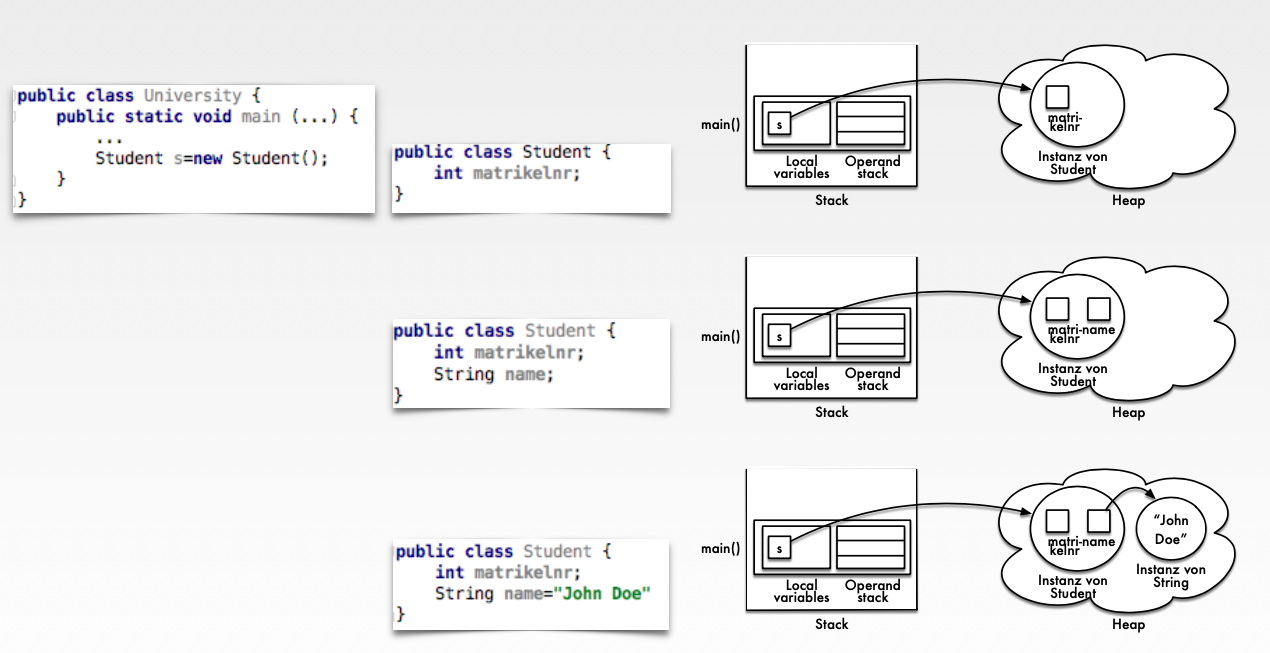 public class University {
public static void main (...) {
...
Student s=new Student();
}
}
public class Student {
int matrikelnr;
}
main()
s
Local
variables
Operand
stack
Stack
matri-
kelnr
Instanz von
Student
Heap
public class Student {
int matrikelnr;
String name;
}
main()
s
Local
variables
Operand
stack
Stack
matri-name
kelnr
Instanz von
Student
Heap
public class Student {
int matrikelnr;
String name="John Doe"
}
main()
s
Local
variables
Operand
stack
Stack
matri-name
kelnr
Instanz von
Student
“John
Doe”
Instanz von
String
Heap